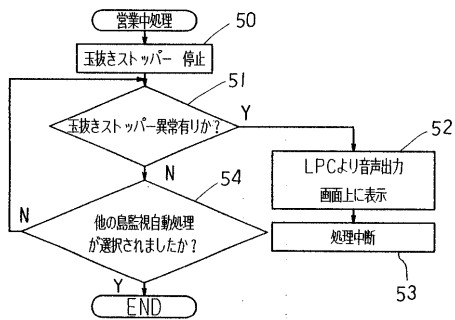 営業中処理
50
玉抜きストッパー 停止
51
玉抜きストッパー異常有りか?
Y
52
LPCより音声出力
画面上に表示
N
54
他の島監視自動処理
が選択されましたか?
N
処理中断
53
Y
END